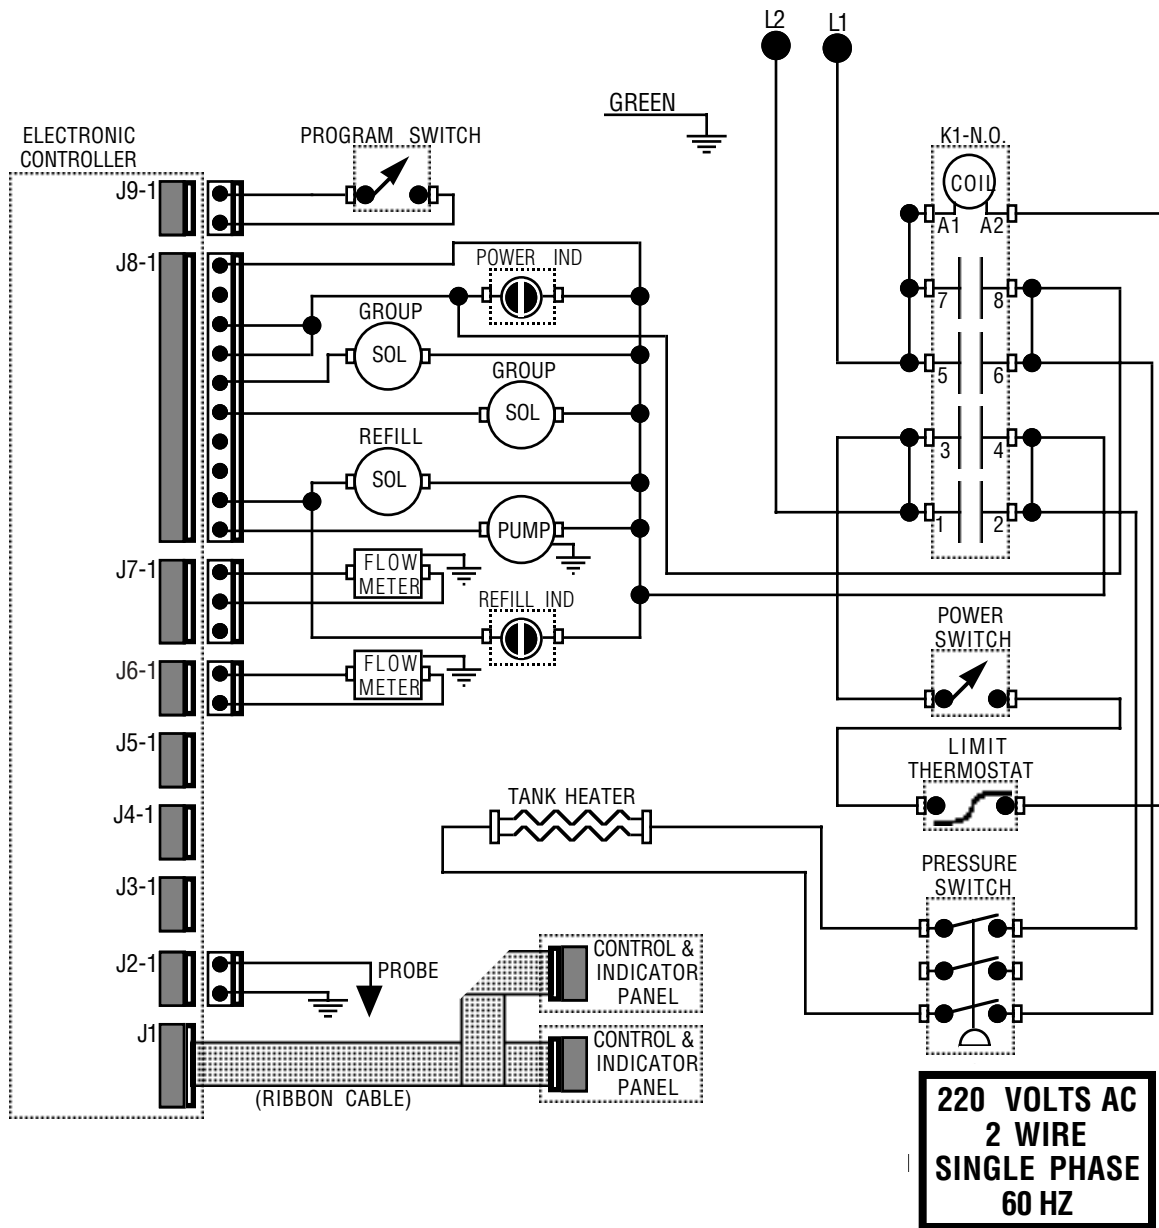 L2
L1
GREEN
ELECTRONIC
CONTROLLER
PROGRAM SWITCH
K1-N.O.
J9-1
COIL
A1
A2
J8-1
POWER IND
7
8
GROUP
SOL
5
6
GROUP
SOL
REFILL
SOL
3
4
PUMP
1
2
J7-1
FLOW
METER
REFILL IND
POWER
SWITCH
J6-1
FLOW
METER
J5-1
LIMIT
THERMOSTAT
J4-1
TANK HEATER
J3-1
PRESSURE
SWITCH
J2-1
PROBE
CONTROL &
INDICATOR
PANEL
J1
CONTROL &
INDICATOR
PANEL
(RIBBON CABLE)
220 VOLTS AC
2 WIRE
SINGLE PHASE
60 HZ